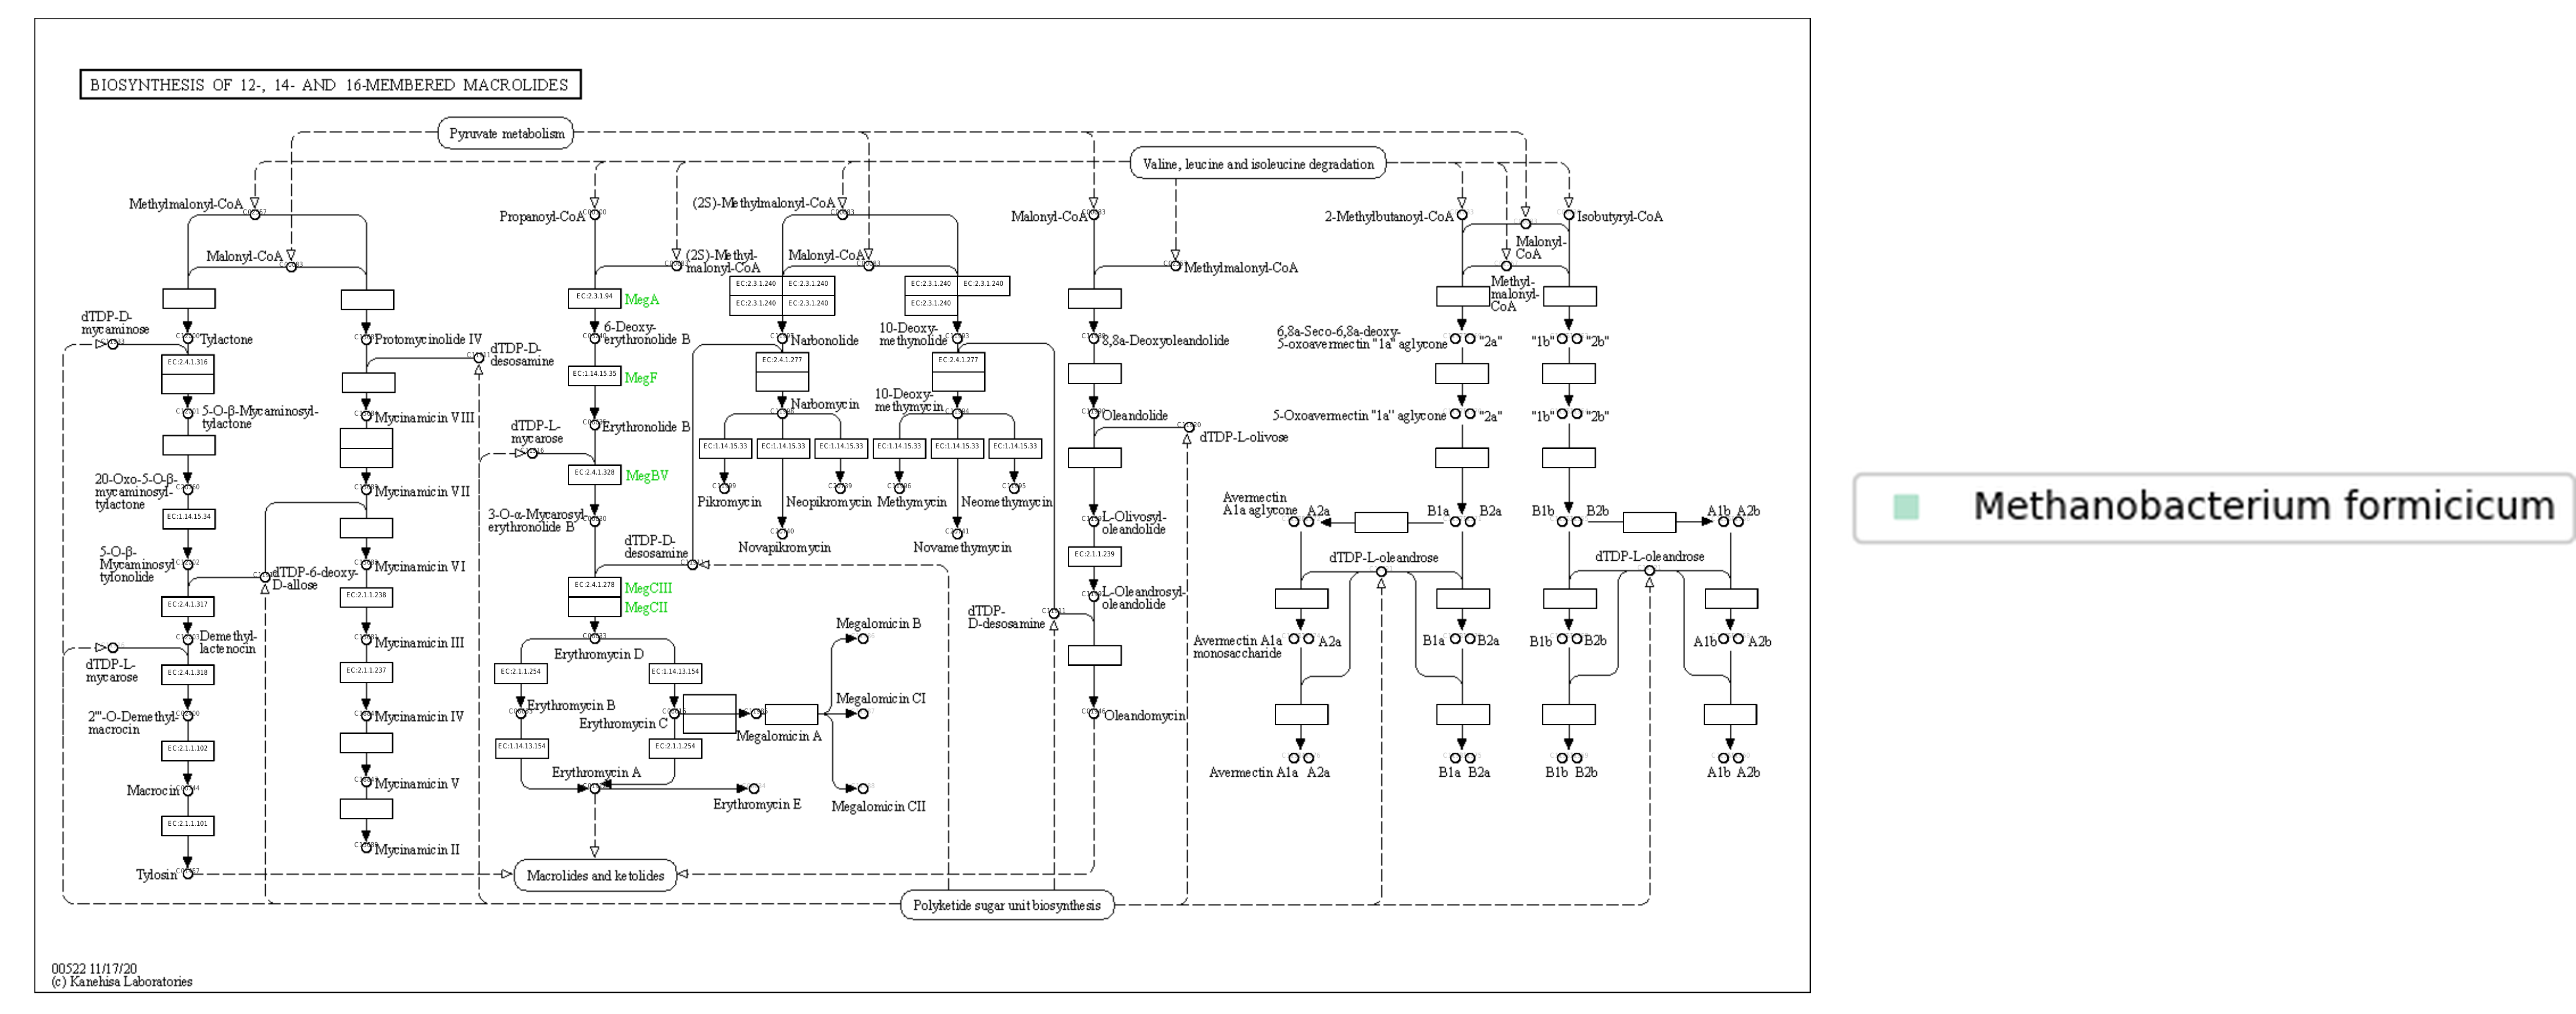 BIOSYNTHESIS OF 12-, 14- AND 16-MEMBERED MACROLIDES
Pyruvate metabolism
Valine, leucine and isoleucine degradation
Methylmalonyl-CoA
Malonyl-CoA
Propanoyl-CoA
(2S)-Methyl-
malonyl-CoA
(2S)-Methylmalonyl-CoA
Malonyl-CoA
Malonyl-CoA
Methylmalonyl-CoA
2-Methylbutanoyl-CoA
Isobutyryl-CoA
Malonyl-
CoA
Methyl-
malonyl-
CoA
dTDP-D-
mycaminose
Tylactone
EC:2.4.1.316
5-O-β-Mycaminosyl-
tylactone
20-Oxo-5-O-β-
mycaminosyl-
tylactone
EC:1.14.15.34
5-O-β-
Mycaminosyl
tylonolide
dTDP-6-deoxy-
D-allose
EC:2.4.1.317
Demethyl-
lactenocin
dTDP-L-
mycarose
EC:2.4.1.318
2'''-O-Demethyl-
macrocin
EC:2.1.1.102
Macrocin
EC:2.1.1.101
Tylosin
Protomycinolide IV
dTDP-D-
desosamine
Mycinamicin VIII
Mycinamicin VII
Mycinamicin VI
EC:2.1.1.238
Mycinamicin III
EC:2.1.1.237
Mycinamicin IV
Mycinamicin V
Mycinamicin II
EC:2.3.1.94
MegA
6-Deoxy-
erythronolide B
EC:1.14.15.35
MegF
Erythronolide B
dTDP-L-
mycarose
EC:2.4.1.328
MegBV
3-O-α-Mycarosyl-
erythronolide B
dTDP-D-
desosamine
EC:2.4.1.278
MegCIII
MegCII
Erythromycin D
EC:2.1.1.254
EC:1.14.13.154
Erythromycin B
Erythromycin C
EC:1.14.13.154
EC:2.1.1.254
Erythromycin A
Erythromycin E
Megalomicin A
Megalomicin B
Megalomicin CI
Megalomicin CII
EC:2.3.1.240
EC:2.3.1.240
EC:2.3.1.240
EC:2.3.1.240
Narbonolide
EC:2.4.1.277
Narbomycin
EC:1.14.15.33
EC:1.14.15.33
EC:1.14.15.33
Pikromycin
Neopikromycin
Novapikromycin
EC:2.3.1.240
EC:2.3.1.240
EC:2.3.1.240
10-Deoxy-
methynolide
EC:2.4.1.277
10-Deoxy-
methymycin
EC:1.14.15.33
EC:1.14.15.33
EC:1.14.15.33
Methymycin
Neomethymycin
Novamethymycin
8,8a-Deoxyoleandolide
Oleandolide
dTDP-L-olivose
L-Olivosyl-
oleandolide
EC:2.1.1.239
L-Oleandrosyl-
oleandolide
dTDP-
D-desosamine
Oleandomycin
6,8a-Seco-6,8a-deoxy-
5-oxoavermectin "1a" aglycone
"2a"
"1b"
"2b"
5-Oxoavermectin "1a" aglycone
"2a"
"1b"
"2b"
Avermectin
A1a aglycone
A2a
B1a
B2a
B1b
B2b
A1b
A2b
dTDP-L-oleandrose
dTDP-L-oleandrose
Avermectin A1a
monosaccharide
A2a
B1a
B2a
B1b
B2b
A1b
A2b
Avermectin A1a
A2a
B1a
B2a
B1b
B2b
A1b
A2b
Macrolides and ketolides
Polyketide sugar unit biosynthesis
00522 11/17/20
(c) Kanehisa Laboratories
Methanobacterium formicicum